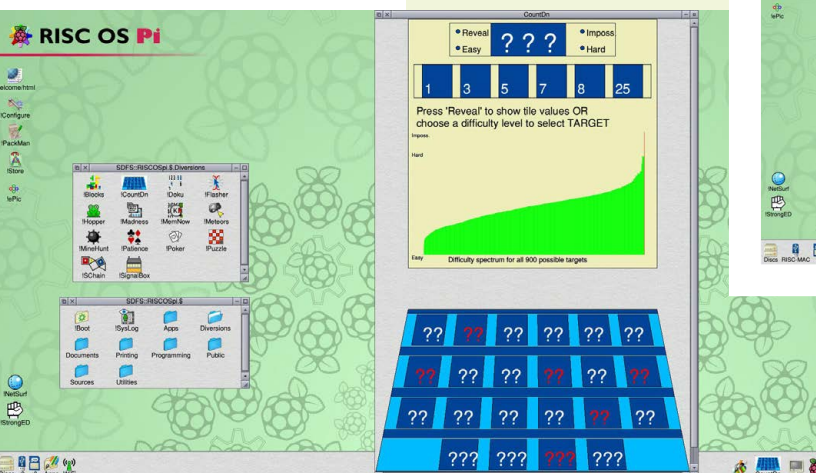 RISC OS Pi
!Configure
!PackMan
!Store
!ePic
!NetSurf
!StrongED
SDFS::RISCOSpi.$.Diversions
!Blocks !CountDn !Doku !Flasher
!Hopper !Madness !MemNow !Meteors
!MineHunt !Patience !Poker !Puzzle
!SChain !SignalBox
SDFS::RISCOSpi.$
!Boot !SysLog Apps Diversions
Documents Printing Programming Public
Sources Utilities
CountDn
Reveal ? ? ? Imposs.
Easy Hard
1 3 5 7 8 25
Press 'Reveal' to show tile values OR
choose a difficulty level to select TARGET
Imposs.
Hard
Easy
Difficulty spectrum for all 900 possible targets
?? ?? ?? ?? ?? ??
?? ?? ?? ?? ?? ??
?? ?? ?? ?? ?? ??
??? ??? ??? ???
!ePic
!NetSurf
!StrongED
Discs RISC-MAC